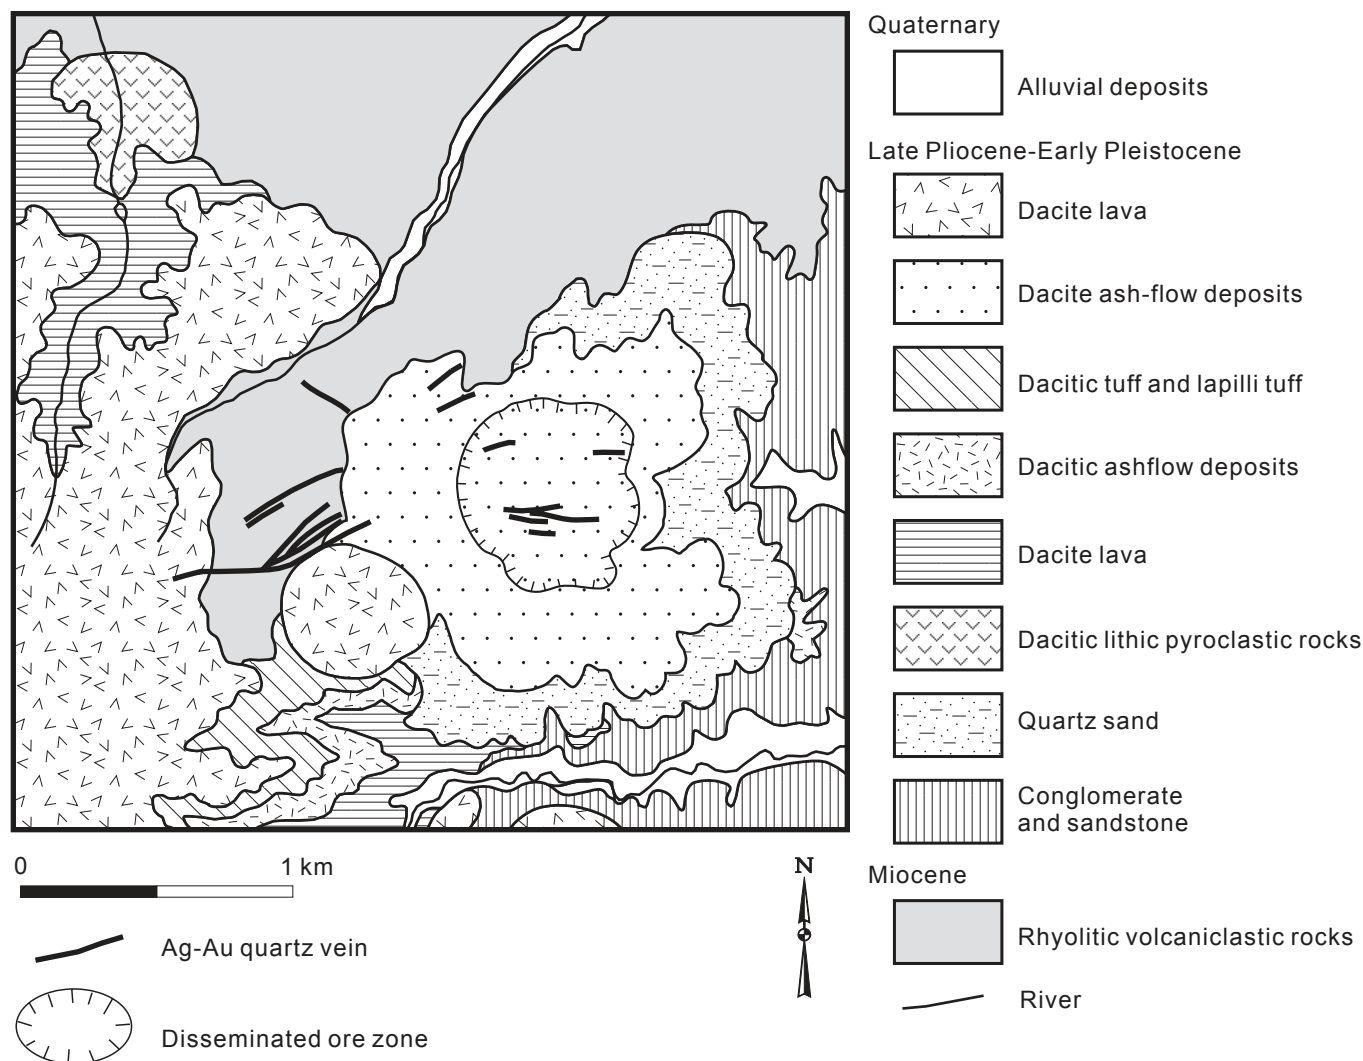 Quaternary
Alluvial deposits
Late Pliocene-Early Pleistocene
Dacite lava
Dacite ash-flow deposits
Dacitic tuff and lapilli tuff
Dacitic ashflow deposits
Dacite lava
Dacitic lithic pyroclastic rocks
Quartz sand
Conglomerate
and sandstone
Miocene
Rhyolitic volcaniclastic rocks
River
0 1 km
N
Ag-Au quartz vein
Disseminated ore zone